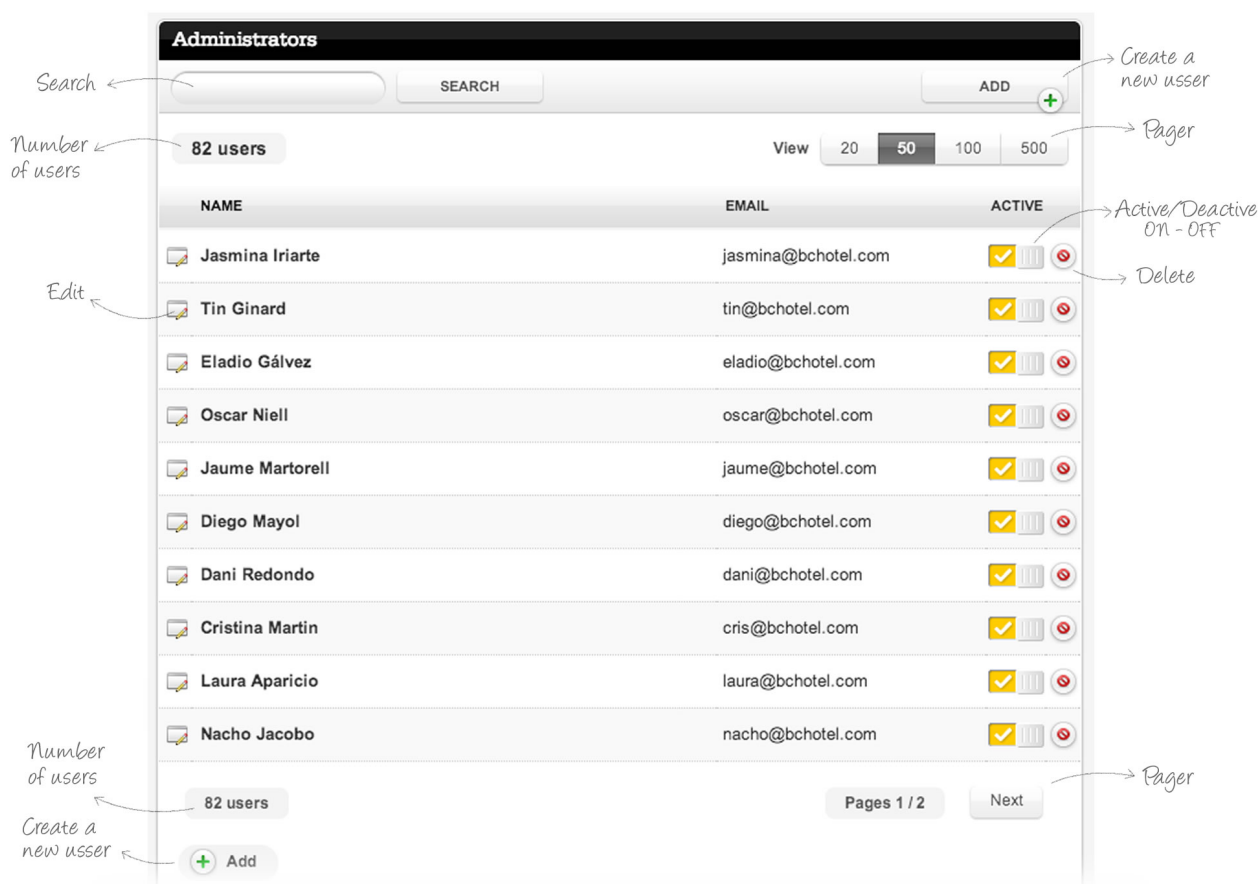 Administrators
Search
SEARCH
ADD
Create a
new usser
Number
of users
82 users
View 20 50 100 500
Pager
NAME EMAIL ACTIVE
Active/Deactive
ON - OFF
Jasmina Iriarte jasmina@bchotel.com
Delete
Edit
Tin Ginard tin@bchotel.com
Eladio Gálvez eladio@bchotel.com
Oscar Niell oscar@bchotel.com
Jaume Martorell jaume@bchotel.com
Diego Mayol diego@bchotel.com
Dani Redondo dani@bchotel.com
Cristina Martin cris@bchotel.com
Laura Aparicio laura@bchotel.com
Nacho Jacobo nacho@bchotel.com
Number
of users
82 users
Pages 1 / 2
Next
Pager
Create a
new usser
Add